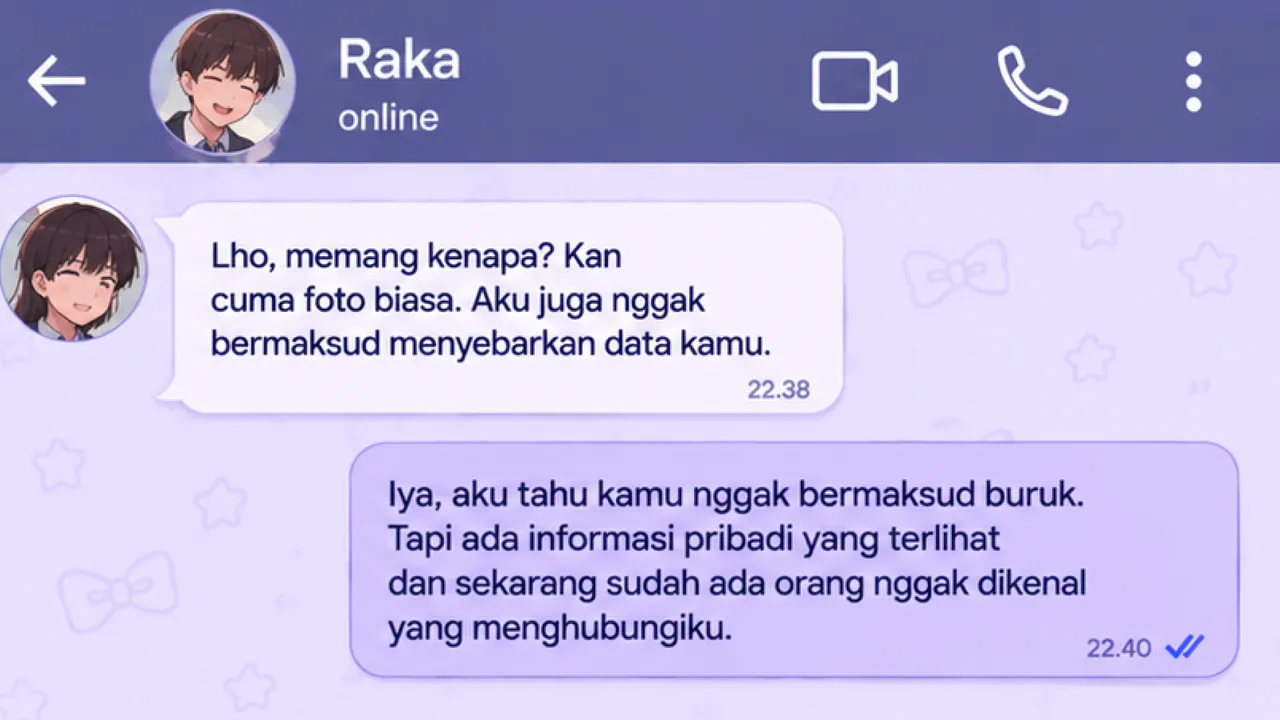 Raka
online
Lho, memang kenapa? Kan
cuma foto biasa. Aku juga nggak
bermaksud menyebarkan data kamu.
22.38
Iya, aku tahu kamu nggak bermaksud buruk.
Tapi ada informasi pribadi yang terlihat
dan sekarang sudah ada orang nggak dikenal
yang menghubungiku.
22.40